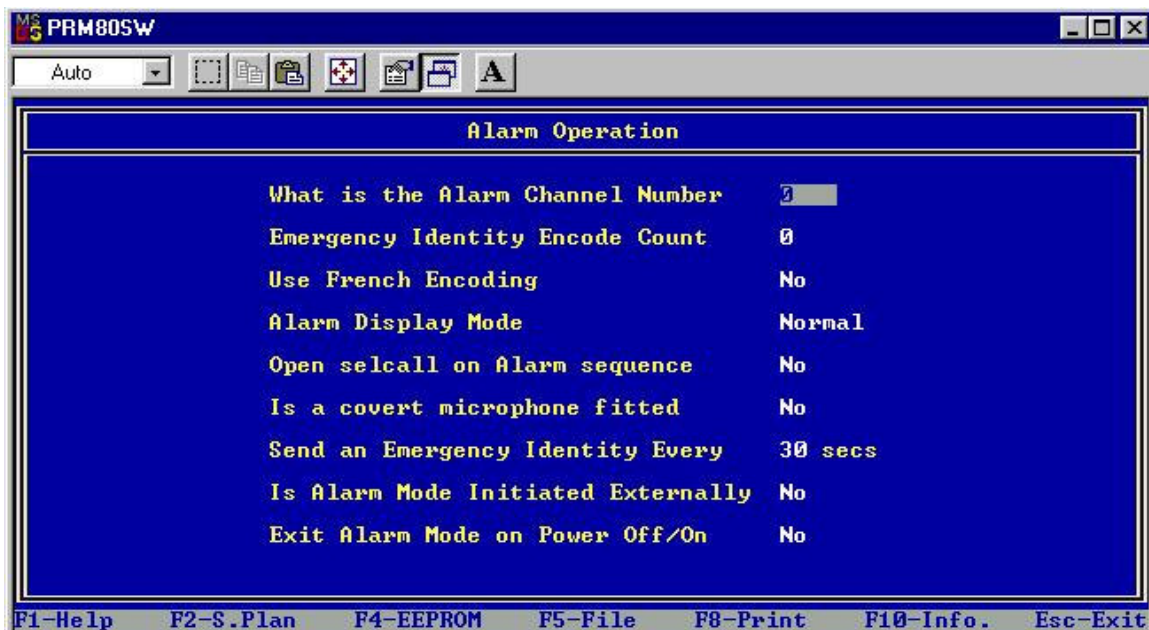 PRM80SW
Auto
A
Alarm Operation
What is the Alarm Channel Number 0
Emergency Identity Encode Count 0
Use French Encoding No
Alarm Display Mode Normal
Open selcall on Alarm sequence No
Is a covert microphone fitted No
Send an Emergency Identity Every 30 secs
Is Alarm Mode Initiated Externally No
Exit Alarm Mode on Power Off/On No
F1-Help F2-S.Plan F4-EEPROM F5-File F8-Print F10-Info. Esc-Exit